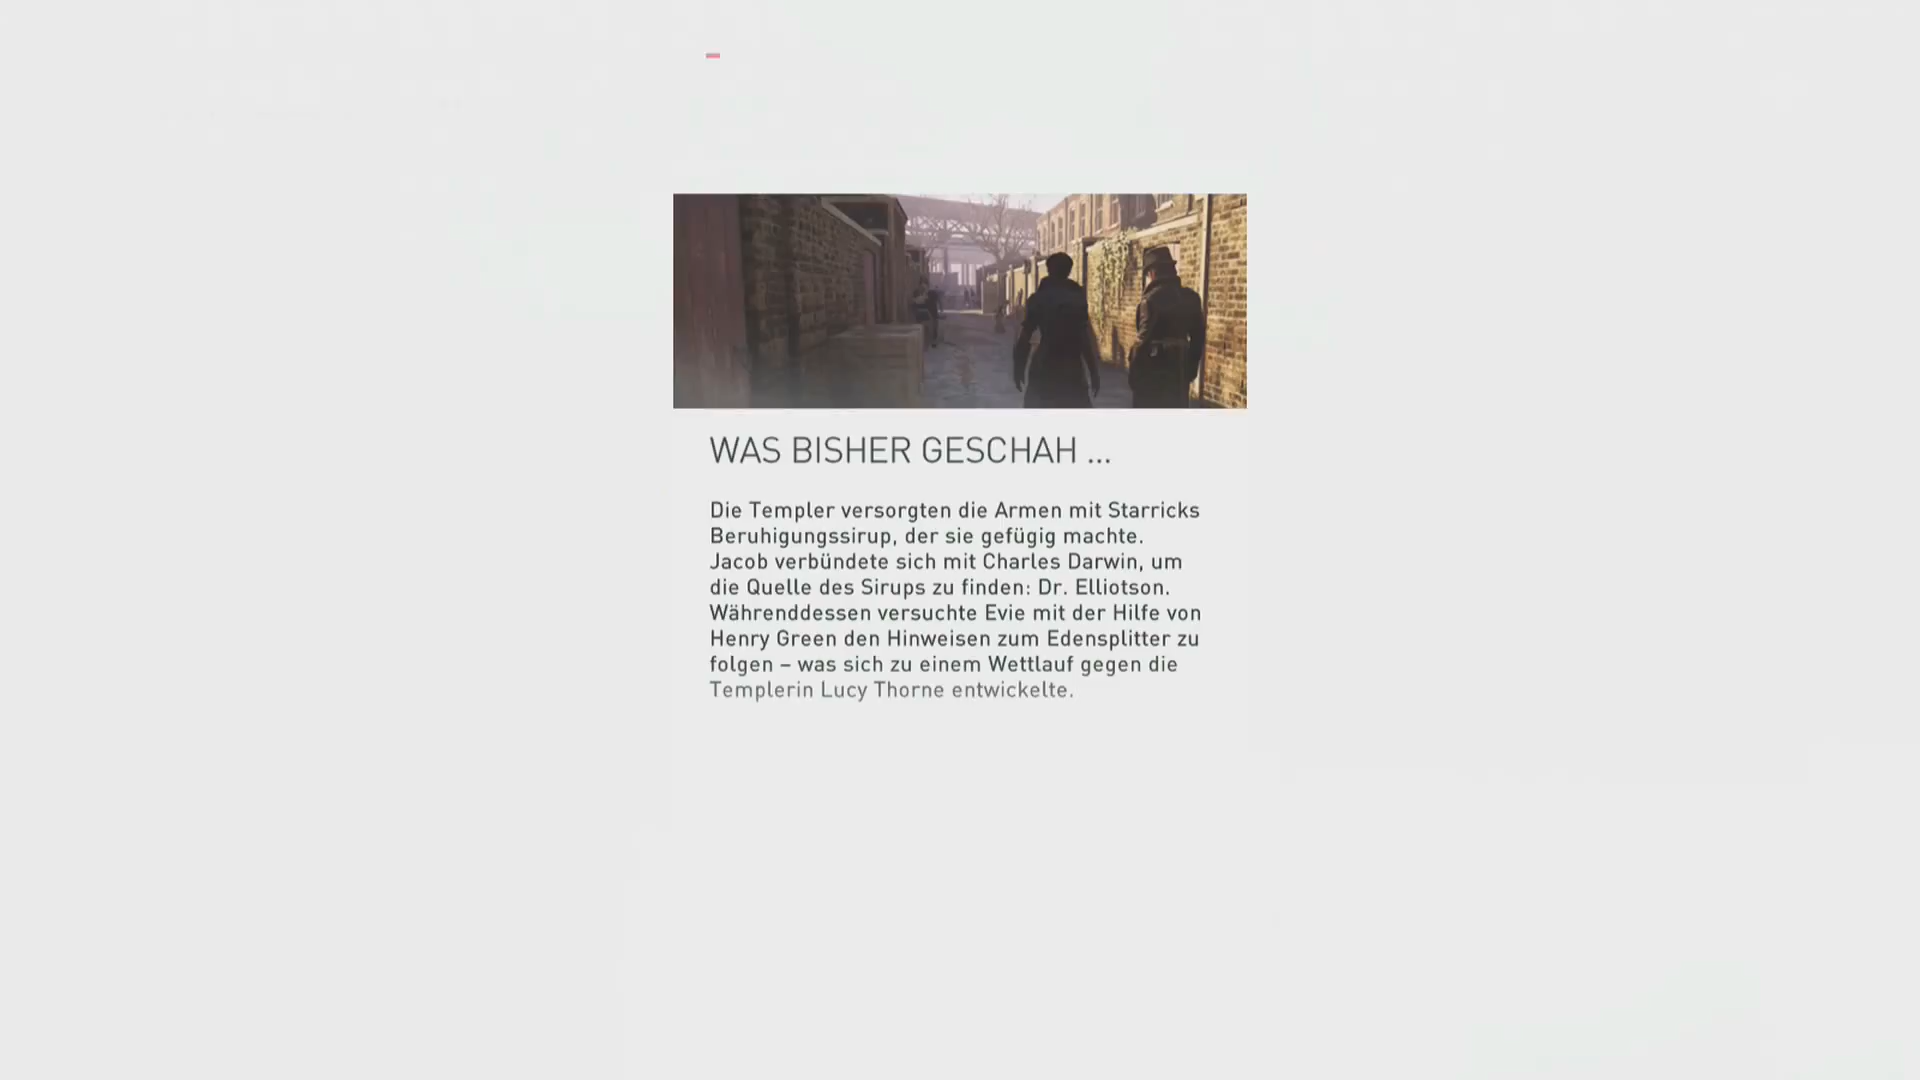 WAS BISHER GESCHAH ...
Die Templer versorgten die Armen mit Starricks
Beruhigungssirup, der sie gefügig machte.
Jacob verbündete sich mit Charles Darwin, um
die Quelle des Sirups zu finden: Dr. Elliotson.
Währenddessen versuchte Evie mit der Hilfe von
Henry Green den Hinweisen zum Edensplitter zu
folgen – was sich zu einem Wettlauf gegen die
Templerin Lucy Thorne entwickelte.